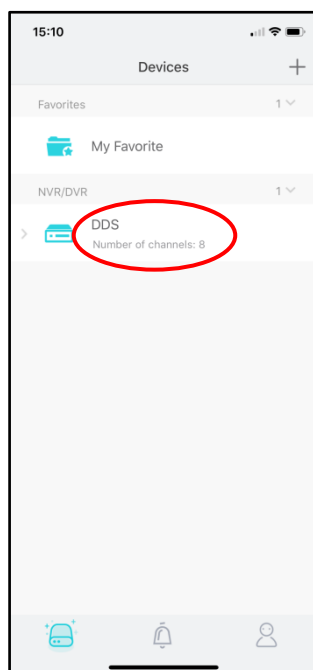 15:10
Devices
Favorites 1
My Favorite
NVR/DVR 1
DDS
Number of channels: 8